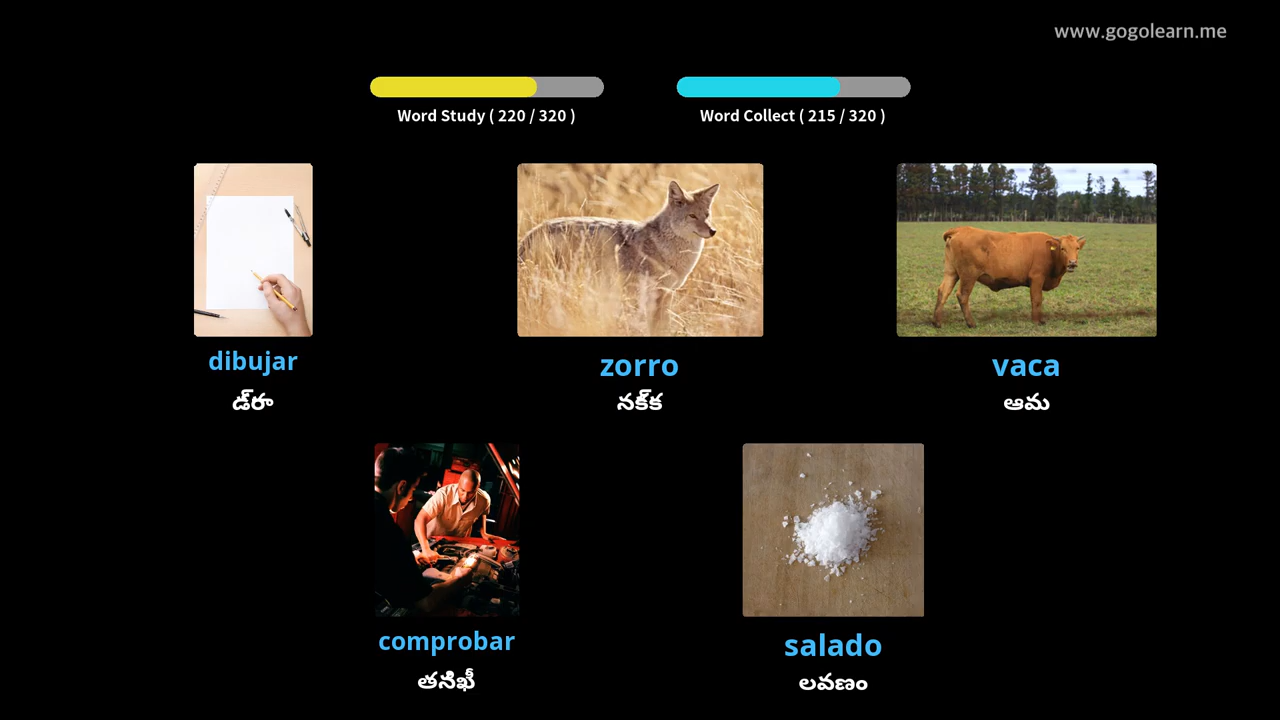 www.gogolearn.me
Word Study ( 220 / 320 )
Word Collect ( 215 / 320 )
dibujar
డ్రా
zorro
నక్క
vaca
ఆమ
comprobar
తనిఖీ
salado
లవణం